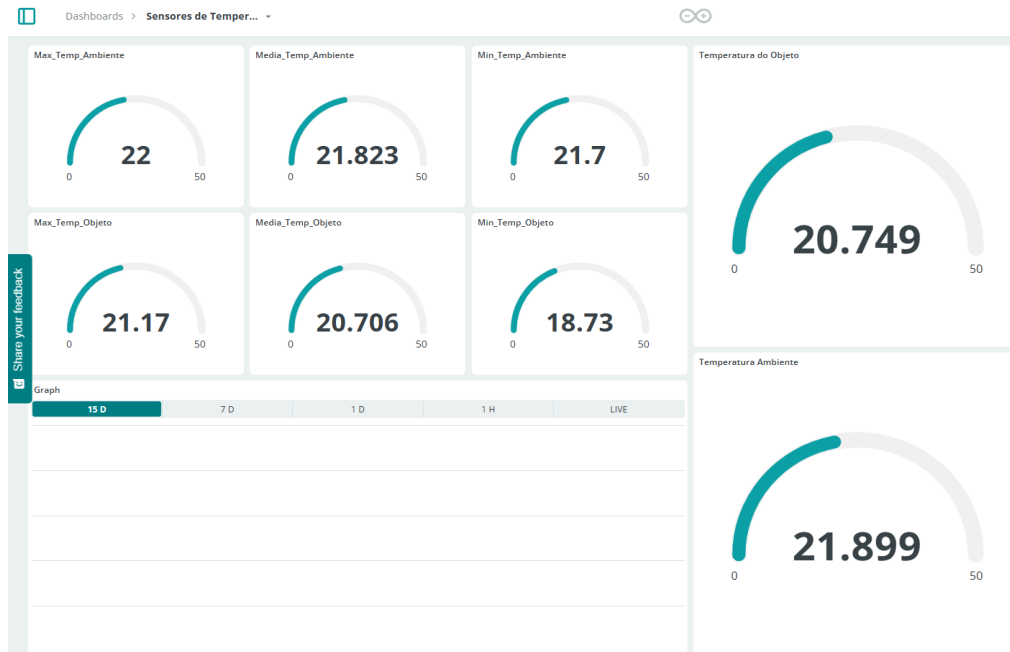 Dashboards > Sensores de Temper...
Max_Temp_Ambiente
22
0 50
Media_Temp_Ambiente
21.823
0 50
Min_Temp_Ambiente
21.7
0 50
Temperatura do Objeto
20.749
0 50
Max_Temp_Objeto
21.17
0 50
Media_Temp_Objeto
20.706
0 50
Min_Temp_Objeto
18.73
0 50
Share your feedback
Temperatura Ambiente
21.899
0 50
Graph
15 D 7 D 1 D 1 H LIVE